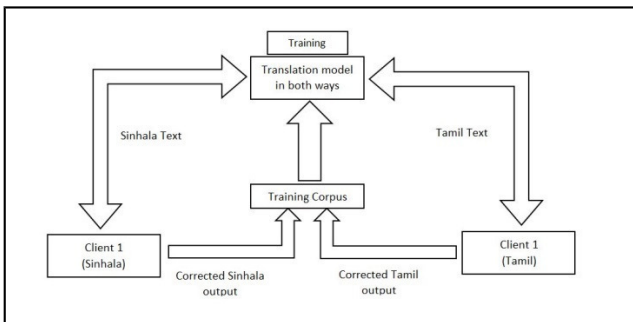 Training
Translation model
in both ways
Sinhala Text
Tamil Text
Training Corpus
Client 1
(Sinhala)
Client 1
(Tamil)
Corrected Sinhala
output
Corrected Tamil
output